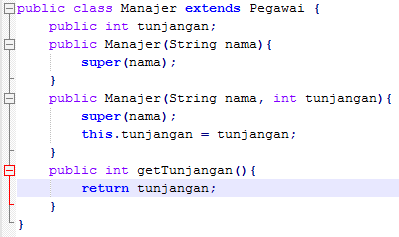 public class Manajer extends Pegawai {
    public int tunjangan;
    public Manajer(String nama){
        super(nama);
    }
    public Manajer(String nama, int tunjangan){
        super(nama);
        this.tunjangan = tunjangan;
    }
    public int getTunjangan(){
        return tunjangan;
    }
}